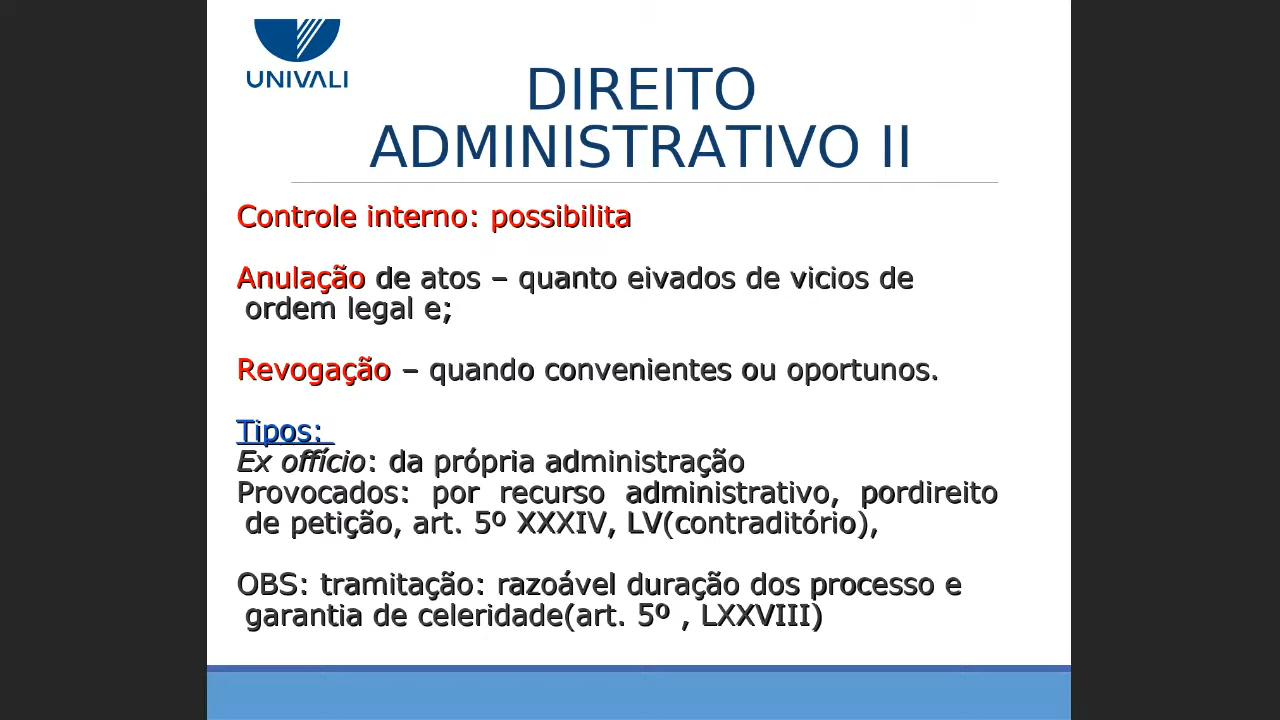 UNIVALI
DIREITO
ADMINISTRATIVO II
Controle interno: possibilita
Anulação de atos – quanto eivados de vicios de
ordem legal e;
Revogação – quando convenientes ou oportunos.
Tipos:
Ex offício: da própria administração
Provocados: por recurso administrativo, pordireito
de petição, art. 5º XXXIV, LV(contraditório),
OBS: tramitação: razoável duração dos processo e
garantia de celeridade(art. 5º , LXXVIII)